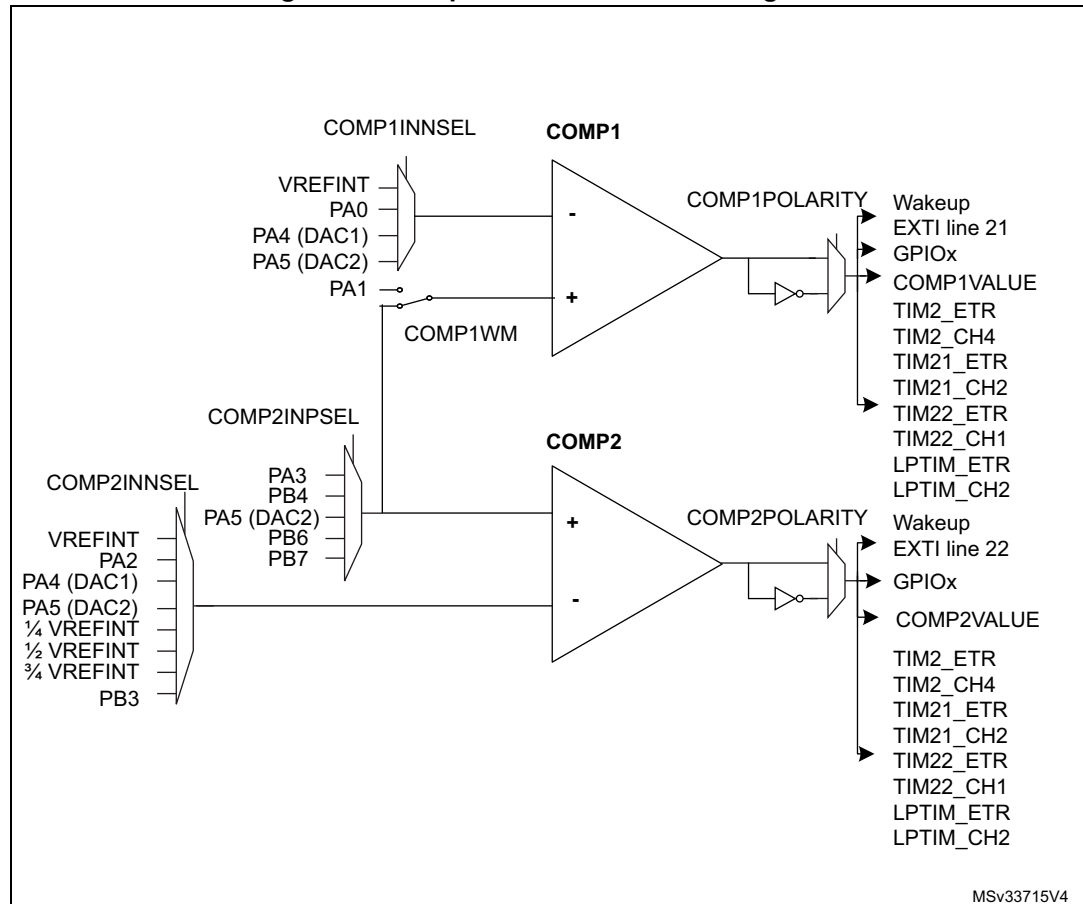 COMP1INNSEL
COMP1
VREFINT
PA0
PA4 (DAC1)
PA5 (DAC2)
PA1
-
+
COMP1WM
COMP1POLARITY
Wakeup
EXTI line 21
GPIOx
COMP1VALUE
TIM2_ETR
TIM2_CH4
TIM21_ETR
TIM21_CH2
TIM22_ETR
TIM22_CH1
LPTIM_ETR
LPTIM_CH2
COMP2INPSEL
COMP2
PA3
PB4
PA5 (DAC2)
PB6
PB7
COMP2INNSEL
VREFINT
PA2
PA4 (DAC1)
PA5 (DAC2)
¼ VREFINT
½ VREFINT
¾ VREFINT
PB3
+
-
COMP2POLARITY
Wakeup
EXTI line 22
GPIOx
COMP2VALUE
TIM2_ETR
TIM2_CH4
TIM21_ETR
TIM21_CH2
TIM22_ETR
TIM22_CH1
LPTIM_ETR
LPTIM_CH2
MSv33715V4